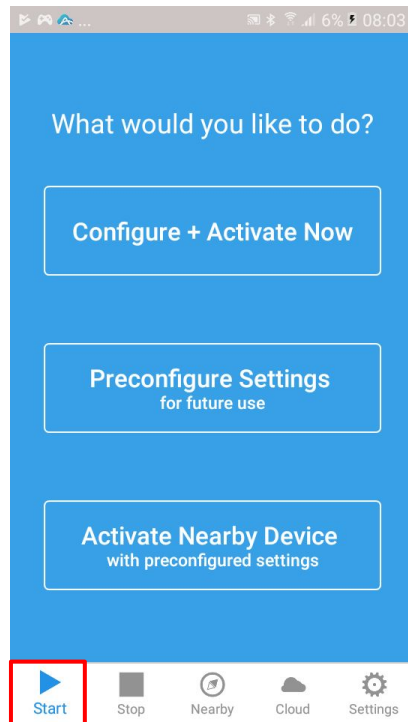 ... 6% 08:03
What would you like to do?
Configure + Activate Now
Preconfigure Settings
for future use
Activate Nearby Device
with preconfigured settings
Start Stop Nearby Cloud Settings